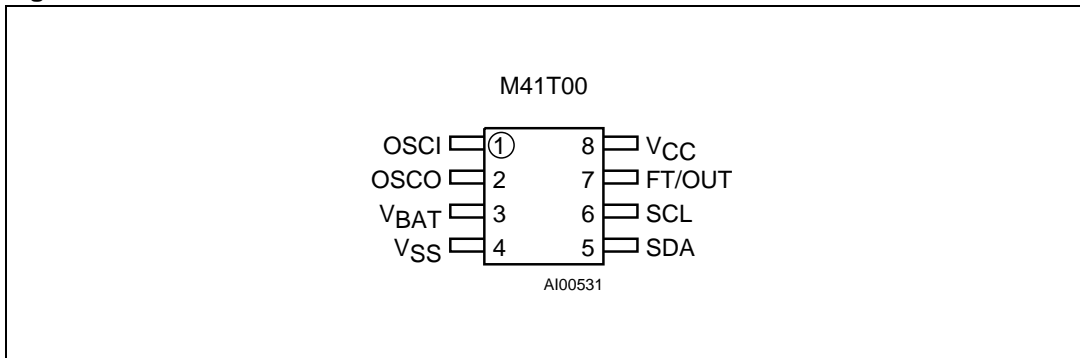 M41T00
OSCI 1 8 VCC
OSCO 2 7 FT/OUT
VBAT 3 6 SCL
VSS 4 5 SDA
AI00531